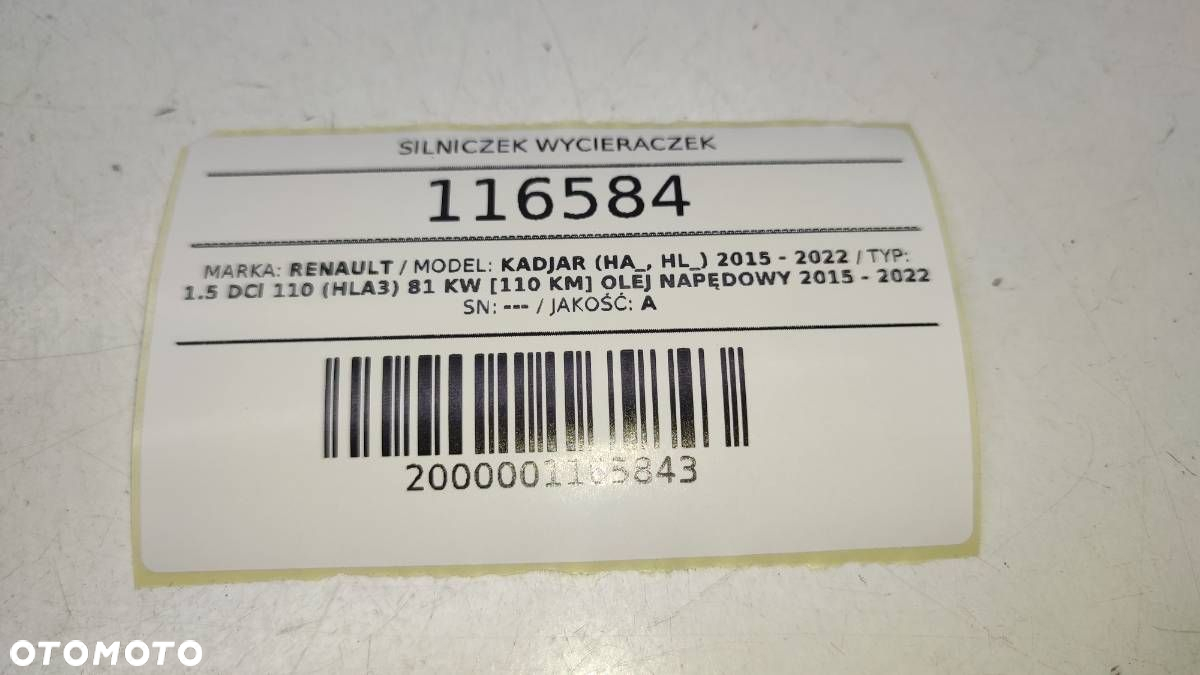 SILNICZEK WYCIERACZEK
116584
MARKA: RENAULT / MODEL: KADJAR (HA_, HL_) 2015 - 2022 / TYP:
1.5 DCI 110 (HLA3) 81 KW [110 KM] OLEJ NAPĘDOWY 2015 - 2022
SN: --- / JAKOŚĆ: A
2000001165843
OTOMOTO